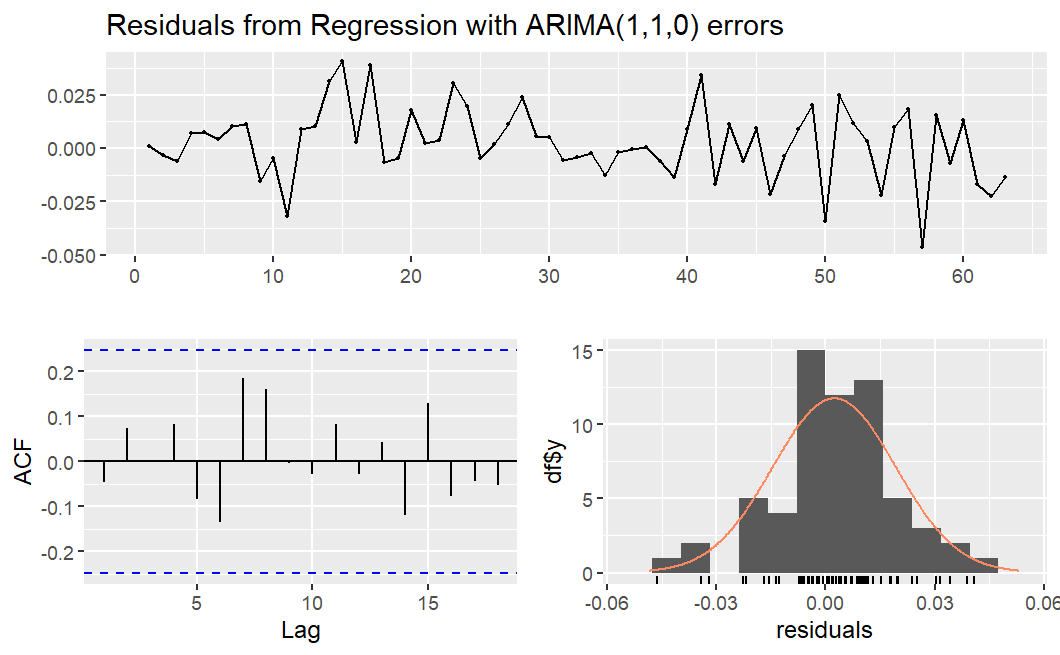 Residuals from Regression with ARIMA(1,1,0) errors
0.025
0.000
-0.025
-0.050
0 10 20 30 40 50 60
ACF
0.2
0.1
0.0
-0.1
-0.2
5 10 15
Lag
df$y
15
10
5
0
-0.06 -0.03 0.00 0.03 0.06
residuals